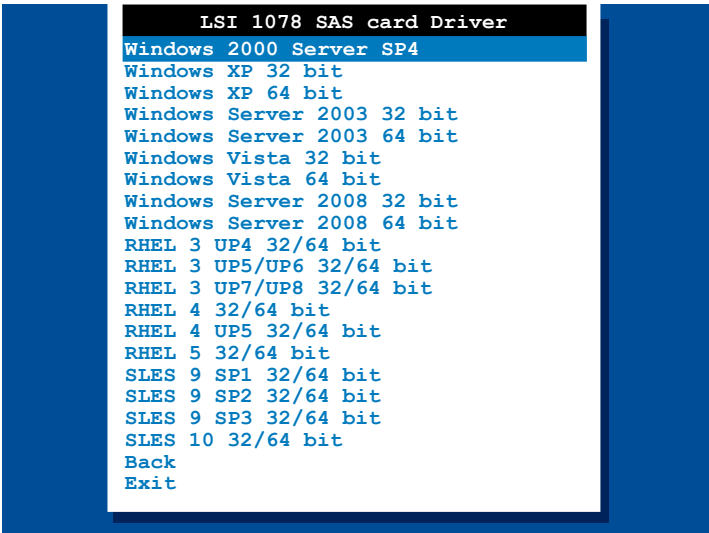 LSI 1078 SAS card Driver
Windows 2000 Server SP4
Windows XP 32 bit
Windows XP 64 bit
Windows Server 2003 32 bit
Windows Server 2003 64 bit
Windows Vista 32 bit
Windows Vista 64 bit
Windows Server 2008 32 bit
Windows Server 2008 64 bit
RHEL 3 UP4 32/64 bit
RHEL 3 UP5/UP6 32/64 bit
RHEL 3 UP7/UP8 32/64 bit
RHEL 4 32/64 bit
RHEL 4 UP5 32/64 bit
RHEL 5 32/64 bit
SLES 9 SP1 32/64 bit
SLES 9 SP2 32/64 bit
SLES 9 SP3 32/64 bit
SLES 10 32/64 bit
Back
Exit